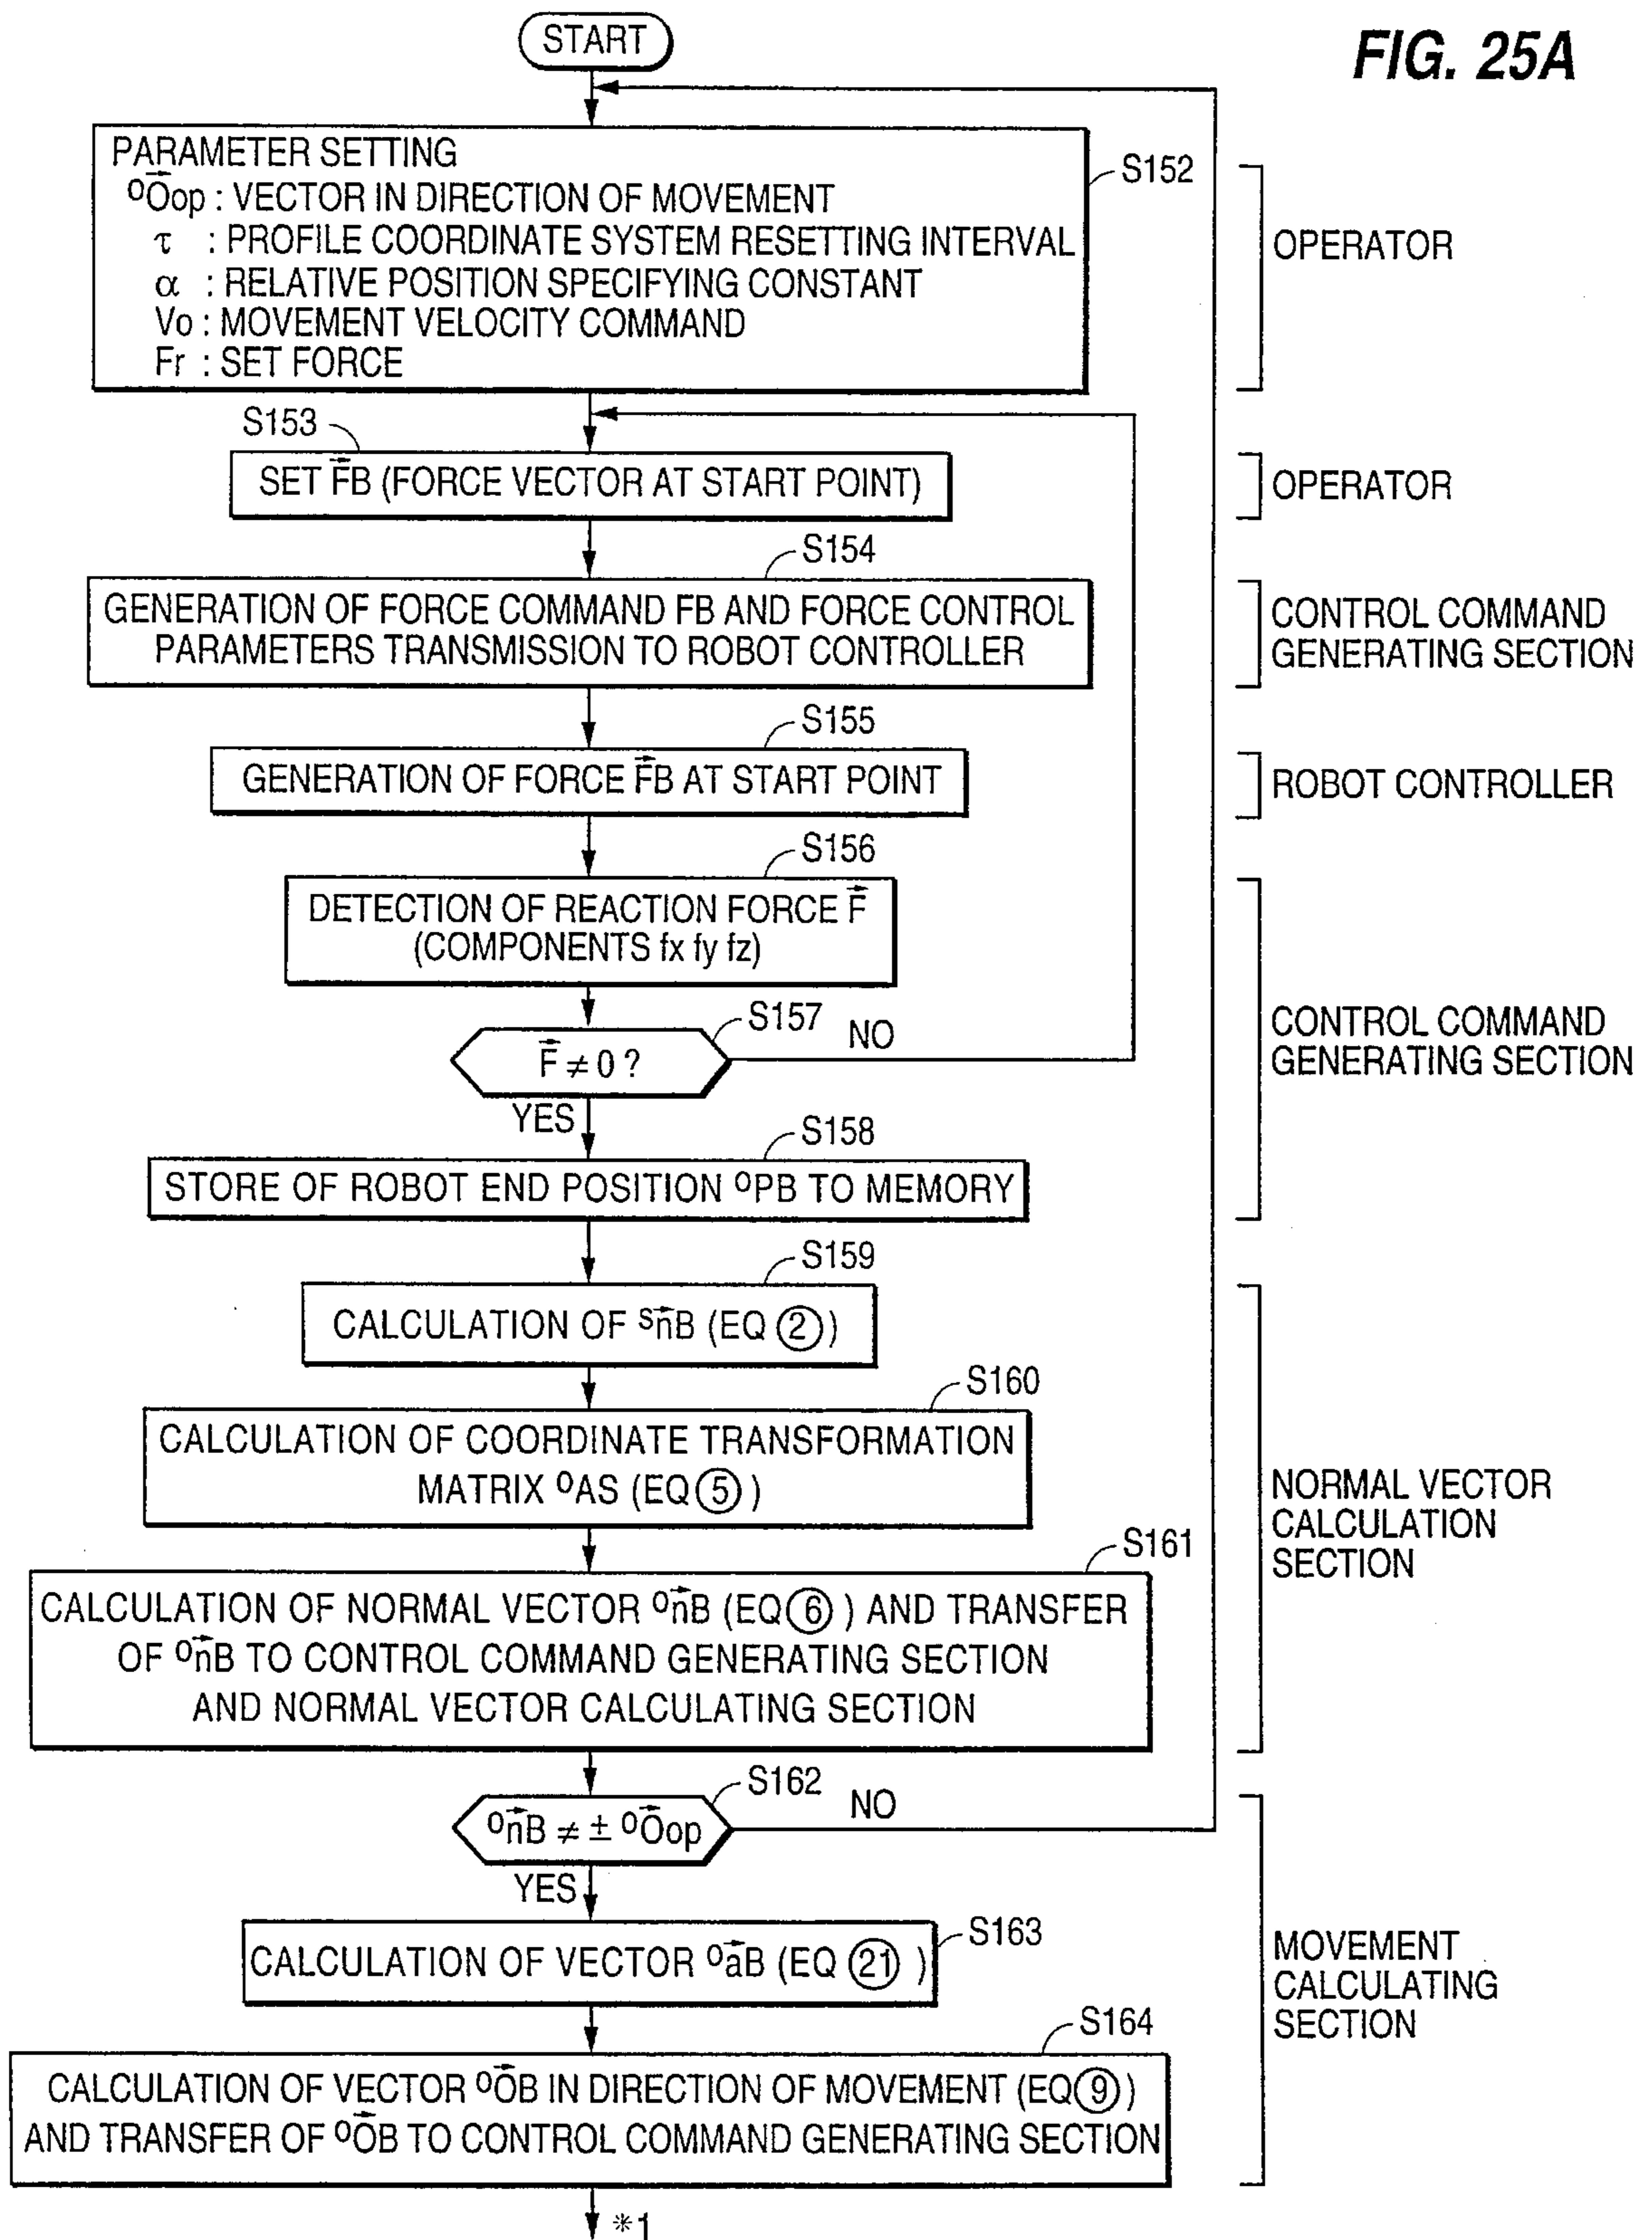 FIG. 25A
START
PARAMETER SETTING
⁰O⃗op : VECTOR IN DIRECTION OF MOVEMENT
τ : PROFILE COORDINATE SYSTEM RESETTING INTERVAL
α : RELATIVE POSITION SPECIFYING CONSTANT
Vo : MOVEMENT VELOCITY COMMAND
Fr : SET FORCE
S152
OPERATOR
S153
SET F⃗B (FORCE VECTOR AT START POINT)
OPERATOR
S154
GENERATION OF FORCE COMMAND FB AND FORCE CONTROL
PARAMETERS TRANSMISSION TO ROBOT CONTROLLER
CONTROL COMMAND
GENERATING SECTION
S155
GENERATION OF FORCE F⃗B AT START POINT
ROBOT CONTROLLER
S156
DETECTION OF REACTION FORCE F⃗
(COMPONENTS fx fy fz)
S157
F⃗ ≠ 0 ?
NO
YES
CONTROL COMMAND
GENERATING SECTION
S158
STORE OF ROBOT END POSITION ⁰PB TO MEMORY
S159
CALCULATION OF ˢn⃗B (EQ ②)
S160
CALCULATION OF COORDINATE TRANSFORMATION
MATRIX ⁰AS (EQ ⑤)
NORMAL VECTOR
CALCULATION
SECTION
S161
CALCULATION OF NORMAL VECTOR ⁰n⃗B (EQ ⑥) AND TRANSFER
OF ⁰n⃗B TO CONTROL COMMAND GENERATING SECTION
AND NORMAL VECTOR CALCULATING SECTION
S162
⁰n⃗B ≠ ± ⁰O⃗op
NO
YES
S163
CALCULATION OF VECTOR ⁰a⃗B (EQ ㉑)
MOVEMENT
CALCULATING
SECTION
S164
CALCULATION OF VECTOR ⁰O⃗B IN DIRECTION OF MOVEMENT (EQ ⑨)
AND TRANSFER OF ⁰O⃗B TO CONTROL COMMAND GENERATING SECTION
*1